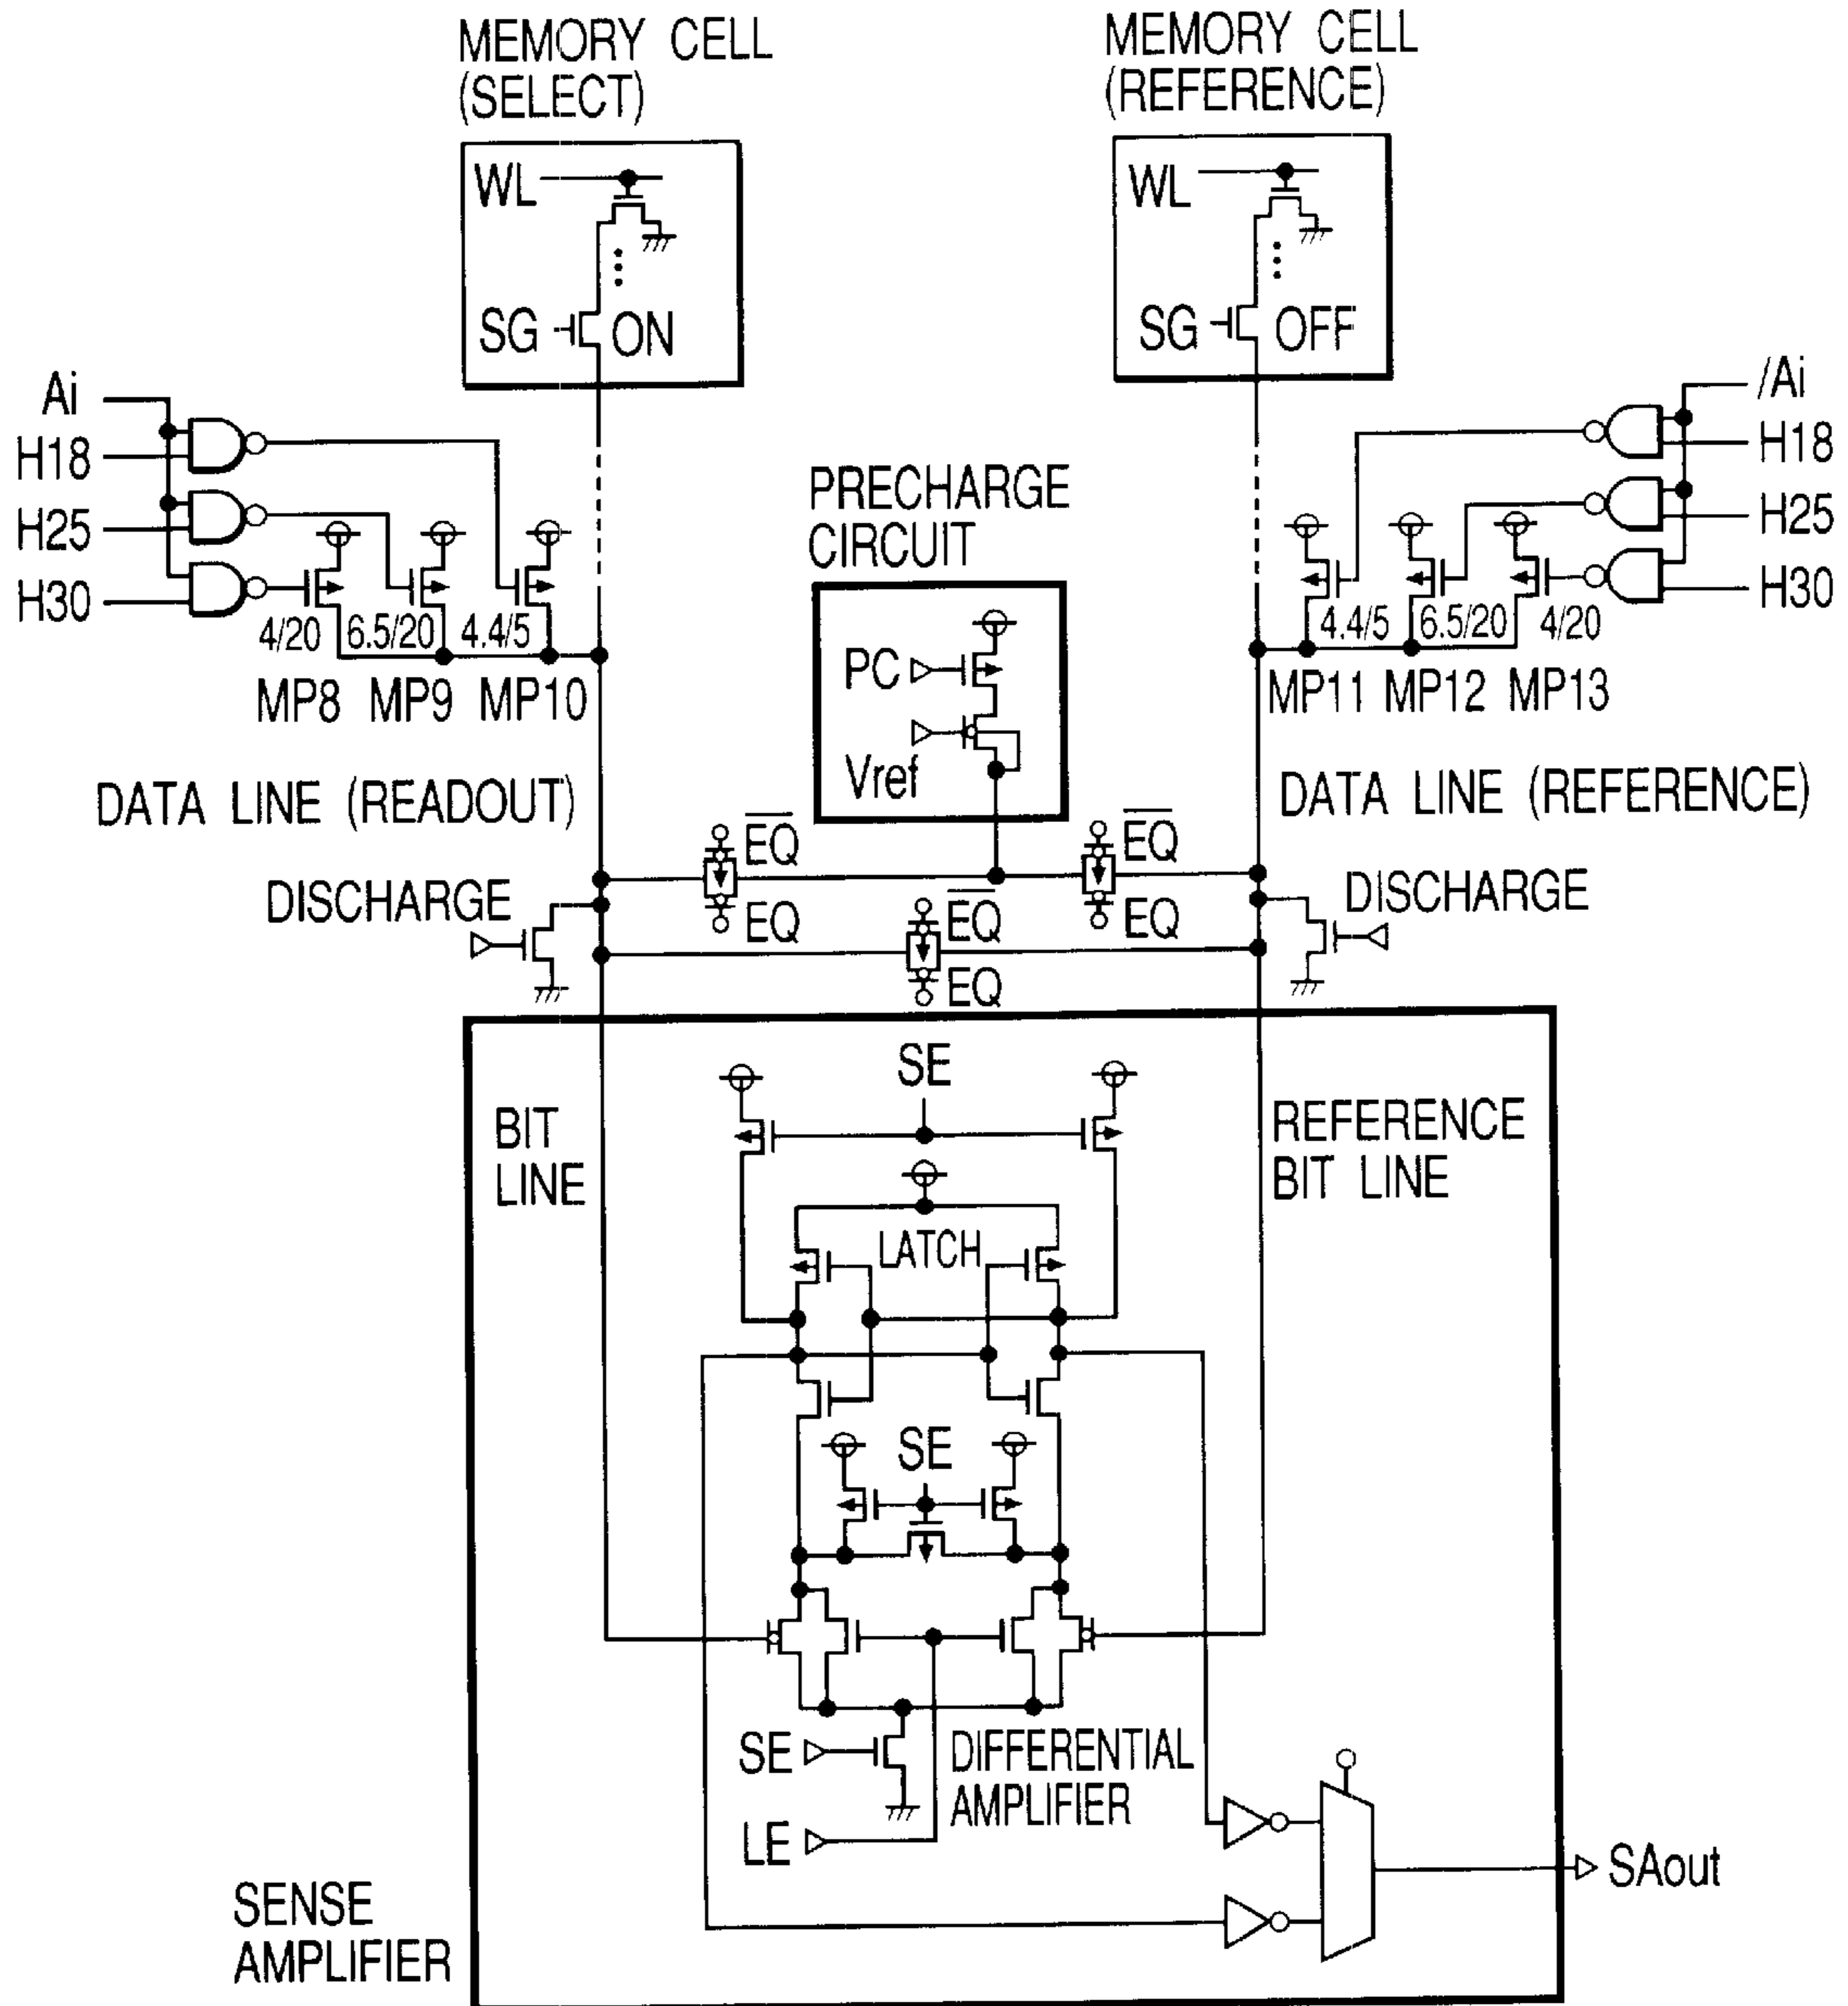 MEMORY CELL
(SELECT)
MEMORY CELL
(REFERENCE)
WL
SG
ON
WL
SG
OFF
Ai
H18
H25
H30
/Ai
H18
H25
H30
4/20
6.5/20
4.4/5
MP8
MP9
MP10
4.4/5
6.5/20
4/20
MP11
MP12
MP13
PRECHARGE
CIRCUIT
PC
Vref
DATA LINE (READOUT)
DATA LINE (REFERENCE)
EQ
EQ
EQ
EQ
EQ
EQ
DISCHARGE
DISCHARGE
BIT
LINE
SE
REFERENCE
BIT LINE
LATCH
SE
SE
DIFFERENTIAL
AMPLIFIER
LE
SAout
SENSE
AMPLIFIER